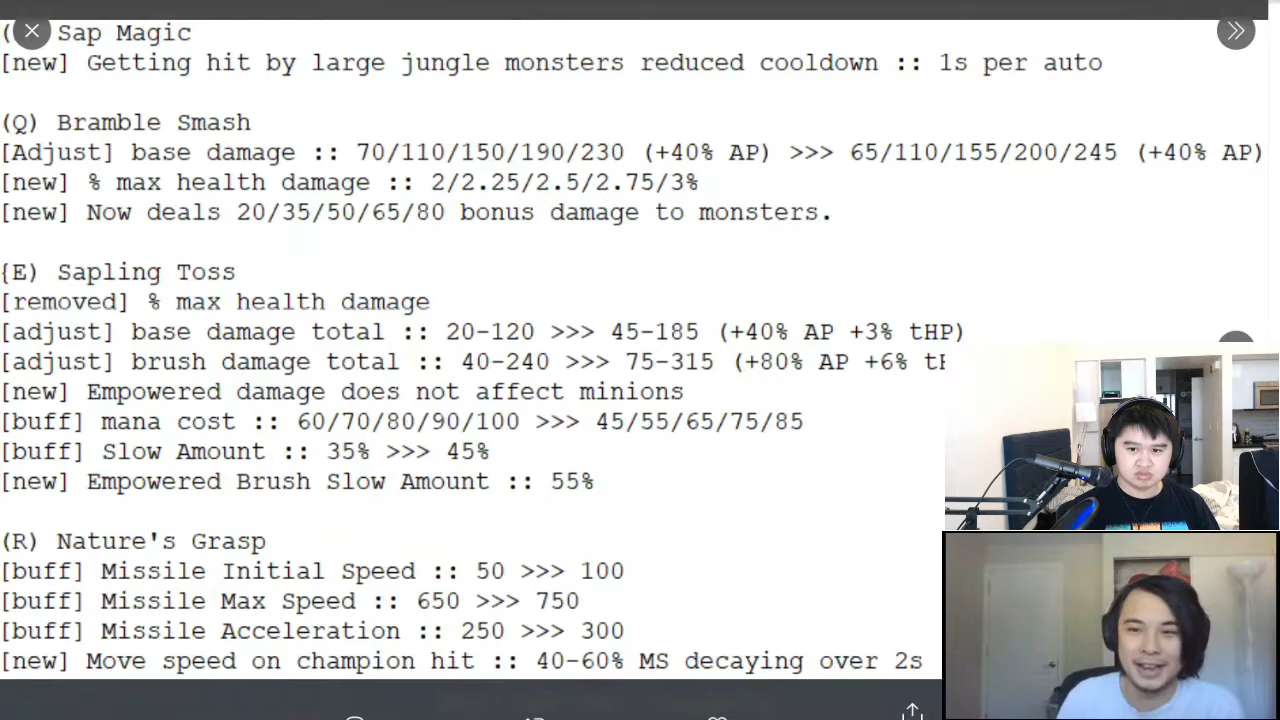 ( Sap Magic
[new] Getting hit by large jungle monsters reduced cooldown :: 1s per auto
(Q) Bramble Smash
[Adjust] base damage :: 70/110/150/190/230 (+40% AP) >>> 65/110/155/200/245 (+40% AP)
[new] % max health damage :: 2/2.25/2.5/2.75/3%
[new] Now deals 20/35/50/65/80 bonus damage to monsters.
{E) Sapling Toss
[removed] % max health damage
[adjust] base damage total :: 20-120 >>> 45-185 (+40% AP +3% tHP)
[adjust] brush damage total :: 40-240 >>> 75-315 (+80% AP +6%
[new] Empowered damage does not affect minions
[buff] mana cost :: 60/70/80/90/100 >>> 45/55/65/75/85
[buff] Slow Amount :: 35% >>> 45%
[new] Empowered Brush Slow Amount :: 55%
(R) Nature's Grasp
[buff] Missile Initial Speed :: 50 >>> 100
[buff] Missile Max Speed :: 650 >>> 750
[buff] Missile Acceleration :: 250 >>> 300
[new] Move speed on champion hit :: 40-60% MS decaying over 2s